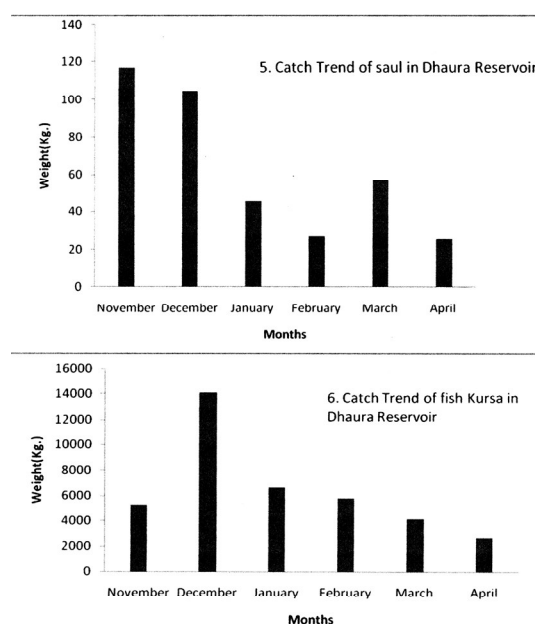 5. Catch Trend of saul in Dhaura Reservoir
Weight(Kg.)
140
120
100
80
60
40
20
0
November December January February March April
Months
6. Catch Trend of fish Kursa in
Dhaura Reservoir
Weight(Kg.)
16000
14000
12000
10000
8000
6000
4000
2000
0
November December January February March April
Months